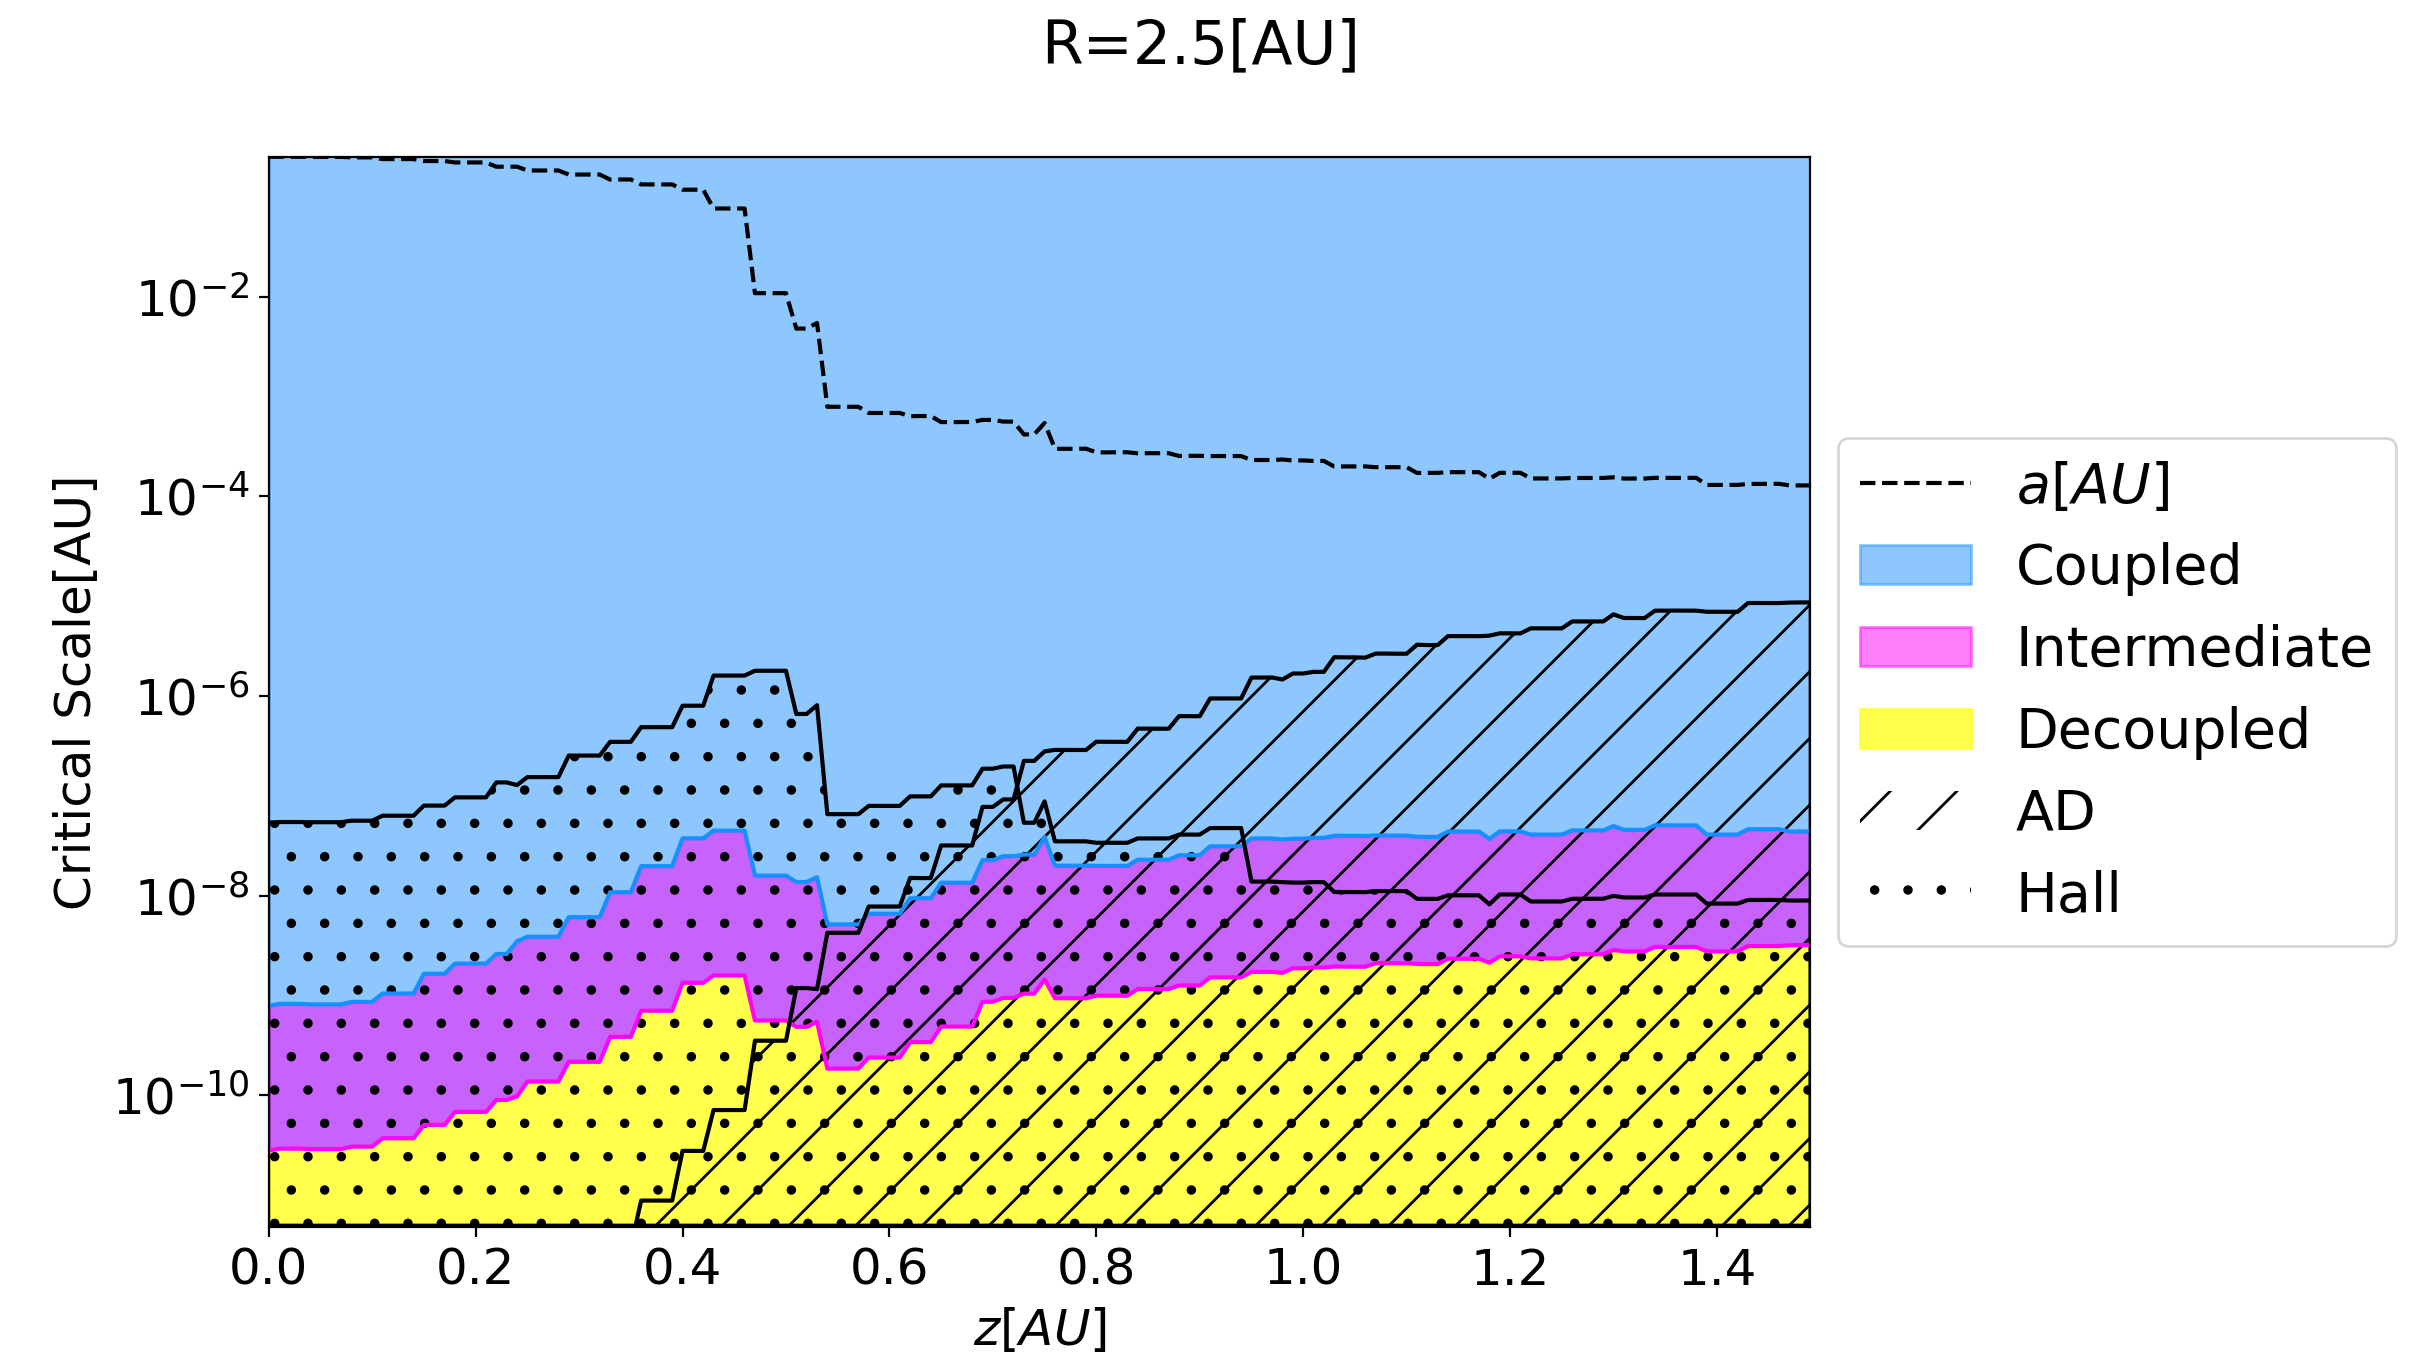 R=2.5[AU]
Critical Scale[AU]
10⁻²
10⁻⁴
10⁻⁶
10⁻⁸
10⁻¹⁰
0.0 0.2 0.4 0.6 0.8 1.0 1.2 1.4
z[AU]
a[AU]
Coupled
Intermediate
Decoupled
AD
Hall